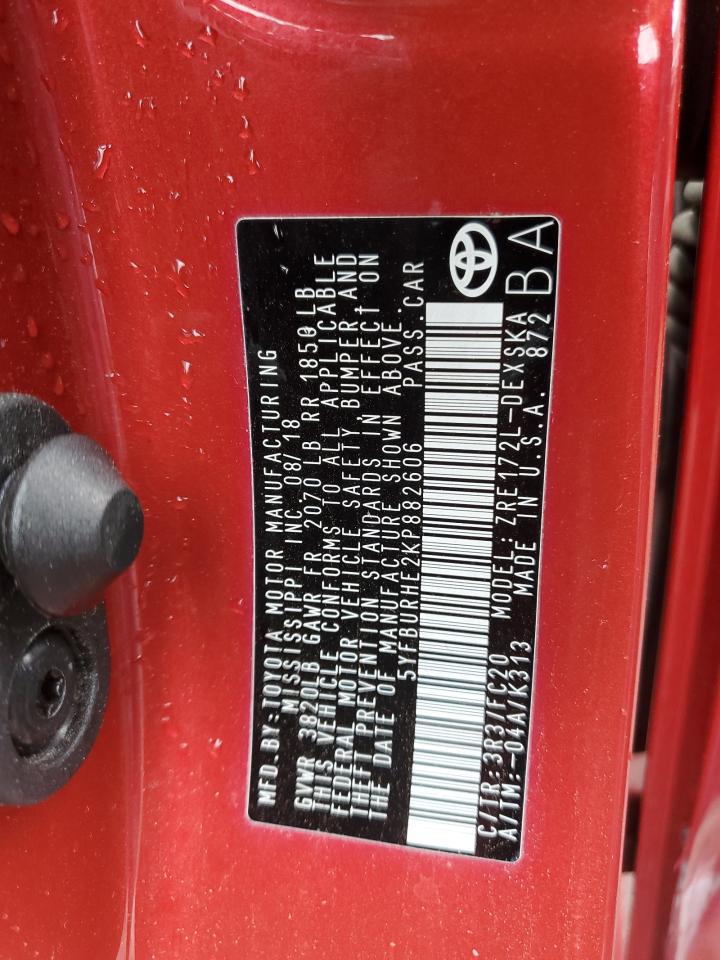 MFD.BY:TOYOTA MOTOR MANUFACTURING
MISSISSIPPI INC 08/18
GVWR 3820LB GAWR FR 2070 LB RR 1850 LB
THIS VEHICLE CONFORMS TO ALL APPLICABLE
FEDERAL MOTOR VEHICLE SAFETY, BUMPER, AND
THEFT PREVENTION STANDARDS IN EFFECT ON
THE DATE OF MANUFACTURE SHOWN ABOVE.
5YFBURHE2KP882606 PASS.CAR
C/TR:3R3/FC20 MODEL:ZRE172L-DEXSKA
A/TM:-04A/K313 MADE IN U.S.A. 872
BA